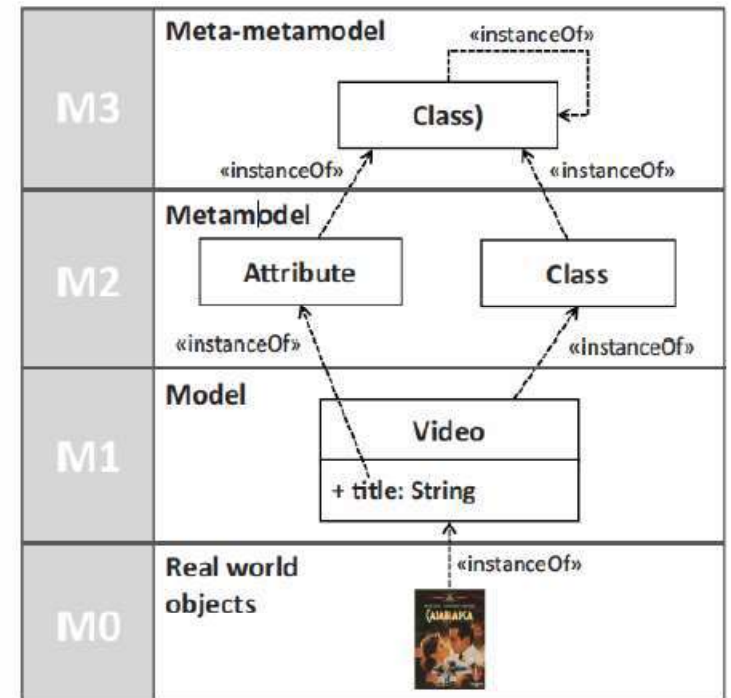 Meta-metamodel
«instanceOf»
M3
Class)
«instanceOf»
«instanceOf»
Metamodel
M2
Attribute
Class
«instanceOf»
«instanceOf»
Model
M1
Video
+ title: String
Real world
objects
«instanceOf»
M0
CASABLANCA